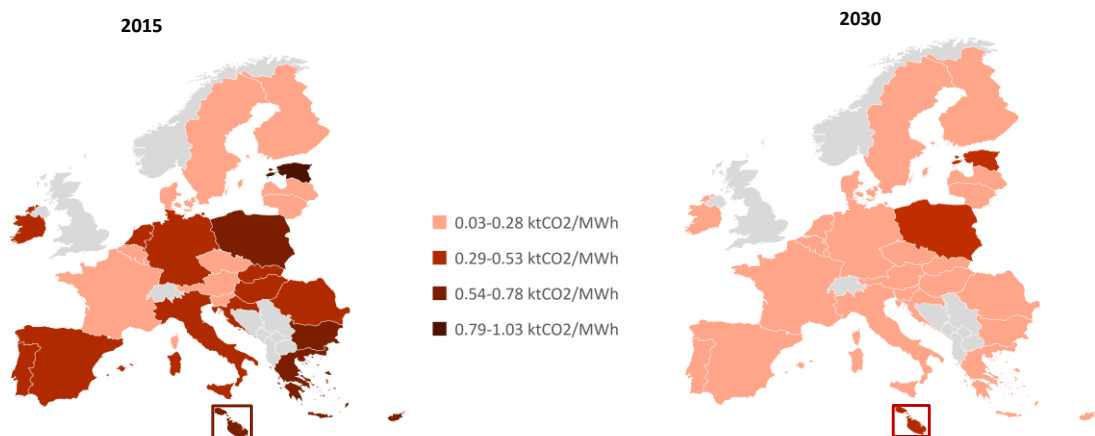 2015
2030
0.03-0.28 ktCO2/MWh
0.29-0.53 ktCO2/MWh
0.54-0.78 ktCO2/MWh
0.79-1.03 ktCO2/MWh